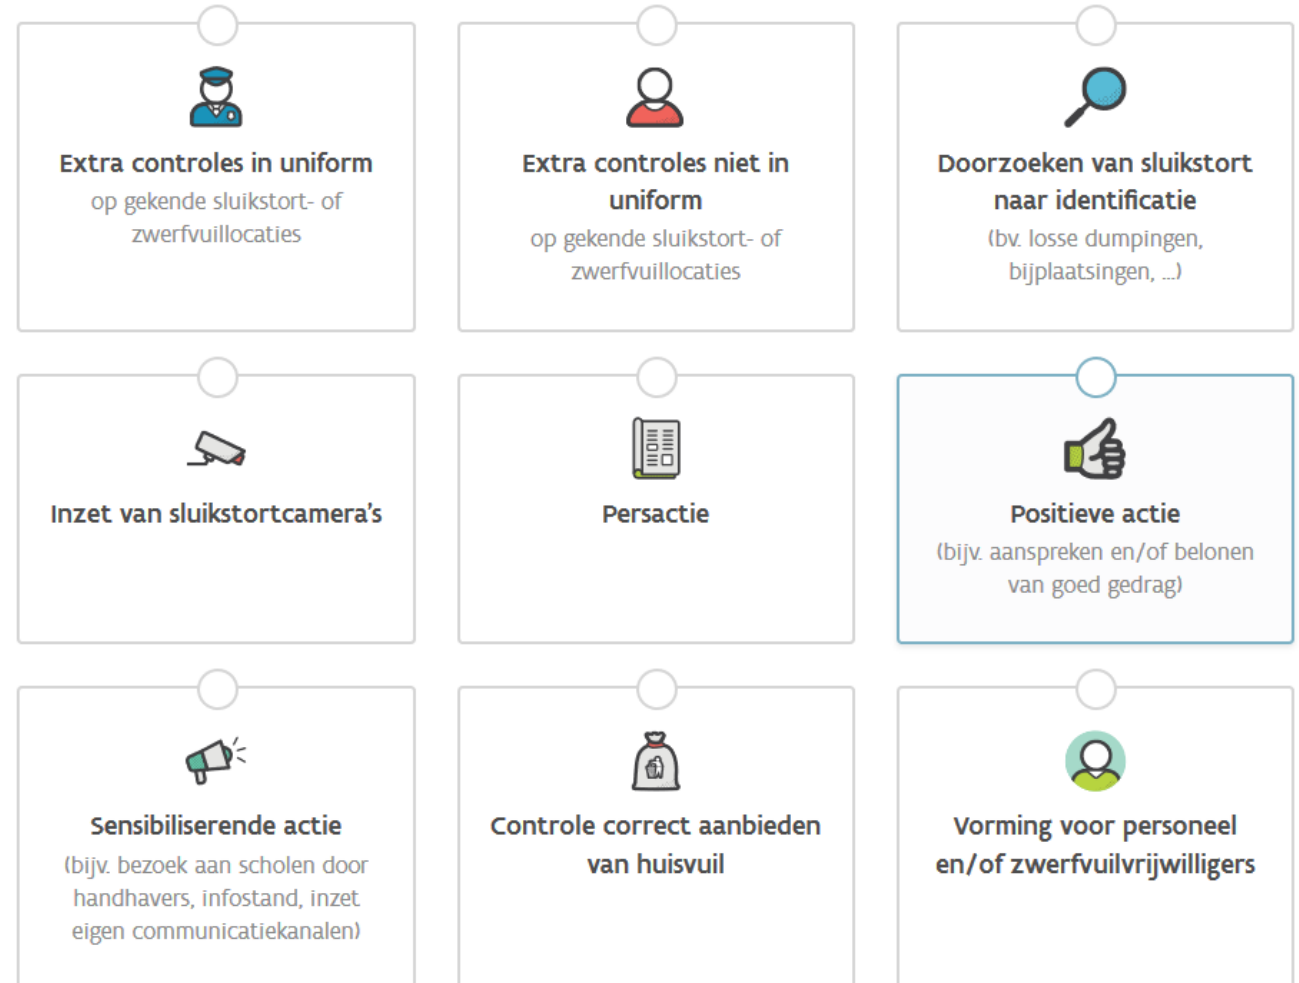 Extra controles in uniform
op gekende sluikstort- of
zwerfvuillocaties
Extra controles niet in
uniform
op gekende sluikstort- of
zwerfvuillocaties
Doorzoeken van sluikstort
naar identificatie
(bv. losse dumpingen,
bijplaatsingen, ...)
Inzet van sluikstortcamera’s
Persactie
Positieve actie
(bijv. aanspreken en/of belonen
van goed gedrag)
Sensibiliserende actie
(bijv. bezoek aan scholen door
handhavers, infostand, inzet
eigen communicatiekanalen)
Controle correct aanbieden
van huisvuil
Vorming voor personeel
en/of zwerfvuilvrijwilligers